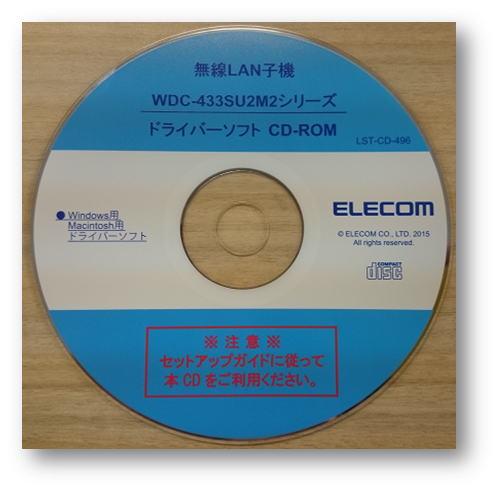 無線LAN子機
WDC-433SU2M2シリーズ
ドライバーソフト CD-ROM
LST-CD-496
● Windows用
Macintosh用
ドライバーソフト
ELECOM
© ELECOM CO., LTD. 2015
All rights reserved.
COMPACT
disc
※ 注 意 ※
セットアップガイドに従って
本 CD をご利用ください。